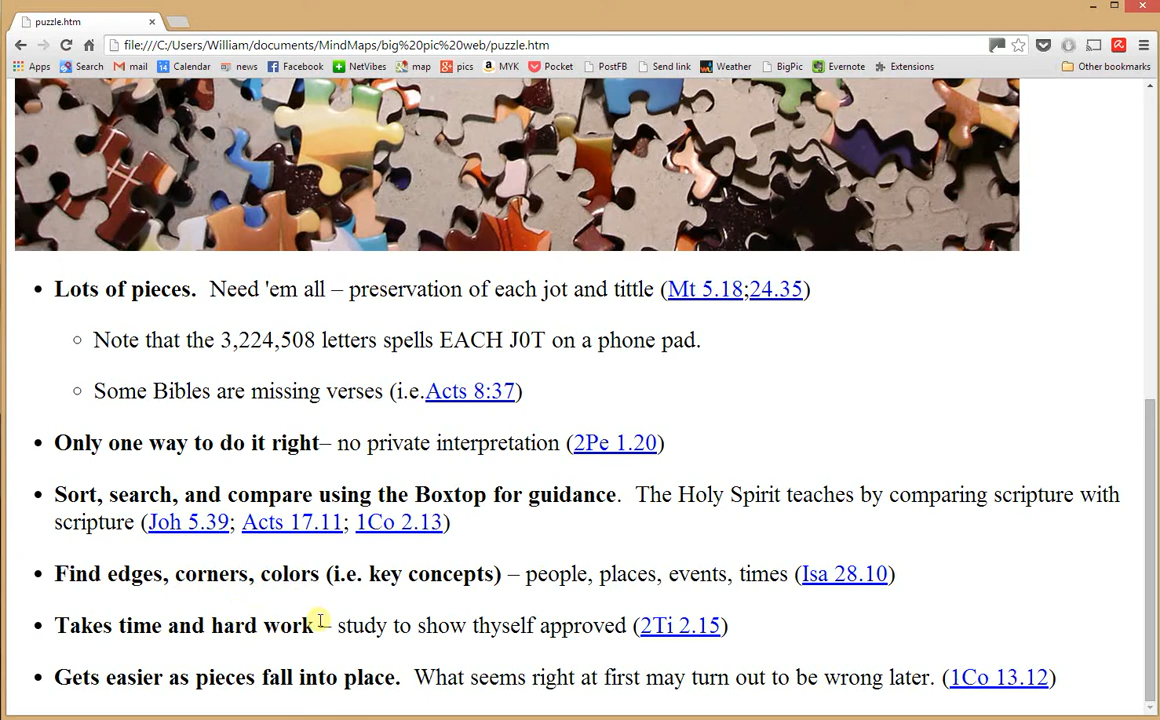 puzzle.htm
file:///C:/Users/William/documents/MindMaps/big%20pic%20web/puzzle.htm
Apps Search mail Calendar news Facebook NetVibes map pics MYK Pocket PostFB Send link Weather BigPic Evernote Extensions Other bookmarks
Lots of pieces. Need 'em all – preservation of each jot and tittle (Mt 5.18;24.35)
Note that the 3,224,508 letters spells EACH J0T on a phone pad.
Some Bibles are missing verses (i.e.Acts 8:37)
Only one way to do it right– no private interpretation (2Pe 1.20)
Sort, search, and compare using the Boxtop for guidance. The Holy Spirit teaches by comparing scripture with
scripture (Joh 5.39; Acts 17.11; 1Co 2.13)
Find edges, corners, colors (i.e. key concepts) – people, places, events, times (Isa 28.10)
Takes time and hard work – study to show thyself approved (2Ti 2.15)
Gets easier as pieces fall into place. What seems right at first may turn out to be wrong later. (1Co 13.12)